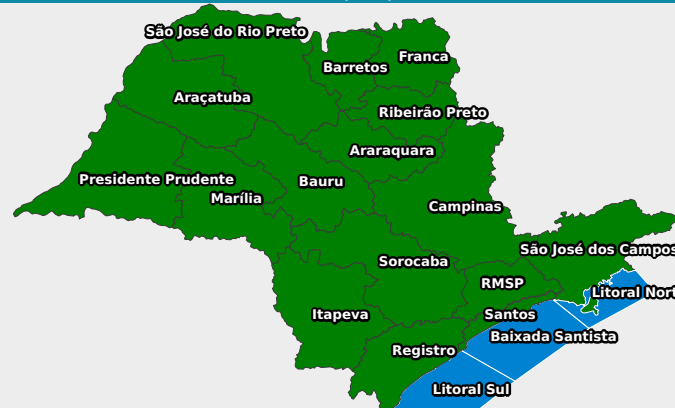 São José do Rio Preto
Franca
Barretos
Araçatuba
Ribeirão Preto
Araraquara
Presidente Prudente
Bauru
Marília
Campinas
São José dos Campos
Sorocaba
RMSP
Litoral Nort
Itapeva
Santos
Baixada Santista
Registro
Litoral Sul